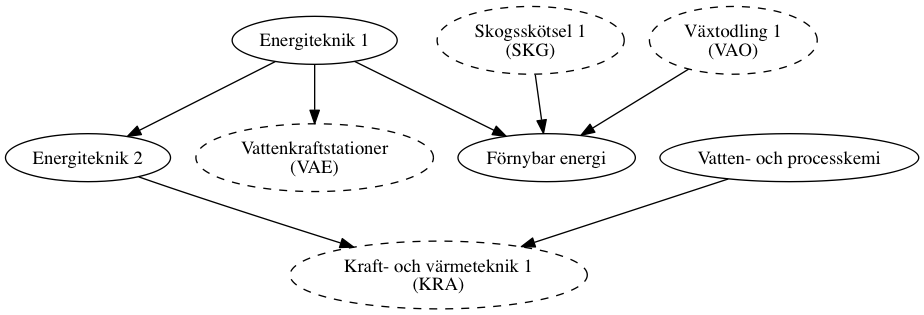 Energiteknik 1
Skogsskötsel 1
(SKG)
Växtodling 1
(VAO)
Energiteknik 2
Vattenkraftstationer
(VAE)
Förnybar energi
Vatten- och processkemi
Kraft- och värmeteknik 1
(KRA)